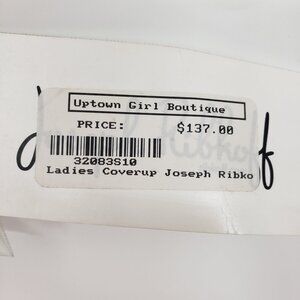 Uptown Girl Boutique
PRICE: $137.00
32083S10
Ladies Coverup Joseph Ribko